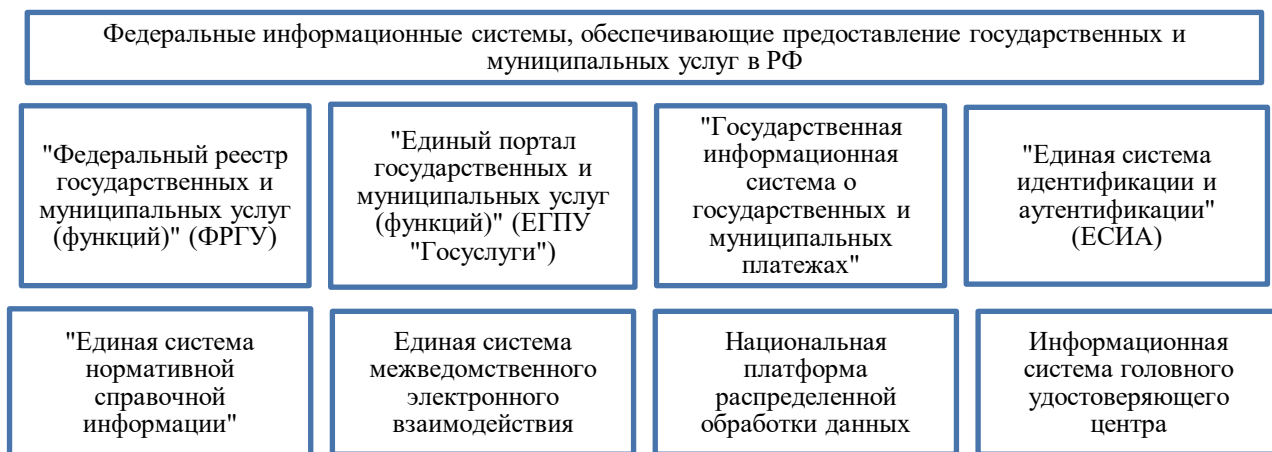 Федеральные информационные системы, обеспечивающие предоставление государственных и
муниципальных услуг в РФ
"Федеральный реестр
государственных и
муниципальных услуг
(функций)" (ФРГУ)
"Единый портал
государственных и
муниципальных услуг
(функций)" (ЕГПУ
"Госуслуги")
"Государственная
информационная
система о
государственных и
муниципальных
платежах"
"Единая система
идентификации и
аутентификации"
(ЕСИА)
"Единая система
нормативной
справочной
информации"
Единая система
межведомственного
электронного
взаимодействия
Национальная
платформа
распределенной
обработки данных
Информационная
система головного
удостоверяющего
центра